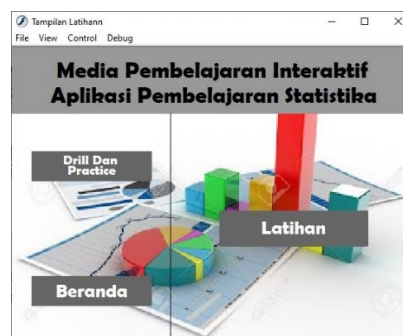 Tampilan Latihann
File View Control Debug
Media Pembelajaran Interaktif
Aplikasi Pembelajaran Statistika
Drill Dan
Practice
Latihan
Beranda